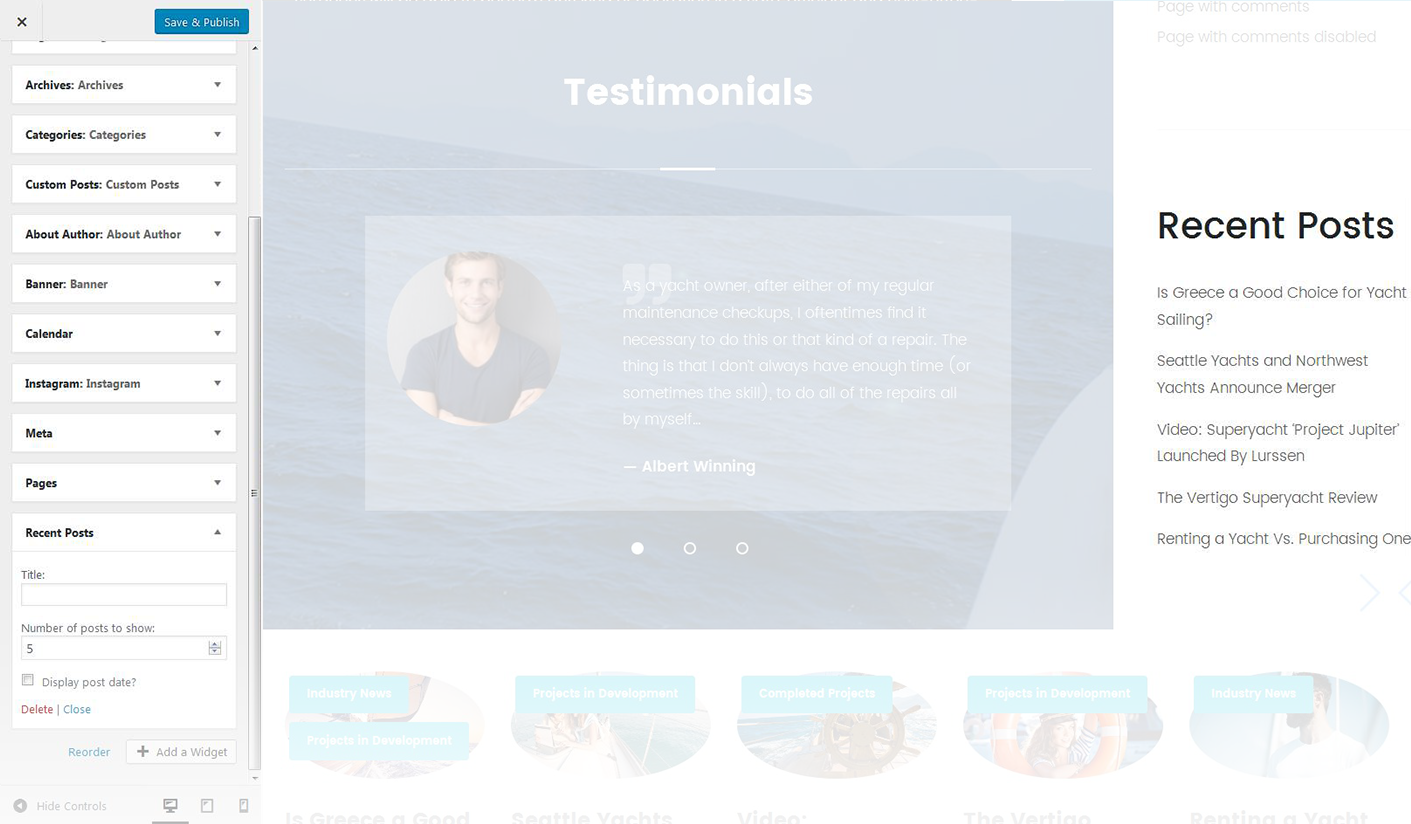 Save & Publish
Archives: Archives
Categories: Categories
Custom Posts: Custom Posts
About Author: About Author
Banner: Banner
Calendar
Instagram: Instagram
Meta
Pages
Recent Posts
Title:
Number of posts to show:
5
Display post date?
Delete | Close
Reorder
Add a Widget
Hide Controls
Testimonials
As a yacht owner, after either of my regular
maintenance checkups, I oftentimes find it
necessary to do this or that kind of a repair. The
thing is that I don't always have enough time (or
sometimes the skill), to do all of the repairs all
by myself...
— Albert Winning
Page with comments
Page with comments disabled
Recent Posts
Is Greece a Good Choice for Yacht
Sailing?
Seattle Yachts and Northwest
Yachts Announce Merger
Video: Superyacht 'Project Jupiter'
Launched By Lurssen
The Vertigo Superyacht Review
Renting a Yacht Vs. Purchasing One
Industry News
Projects in Development
Projects in Development
Completed Projects
Projects in Development
Industry News
Is Greece a Good
Seattle Yachts
Video:
The Vertigo
Renting a Yacht